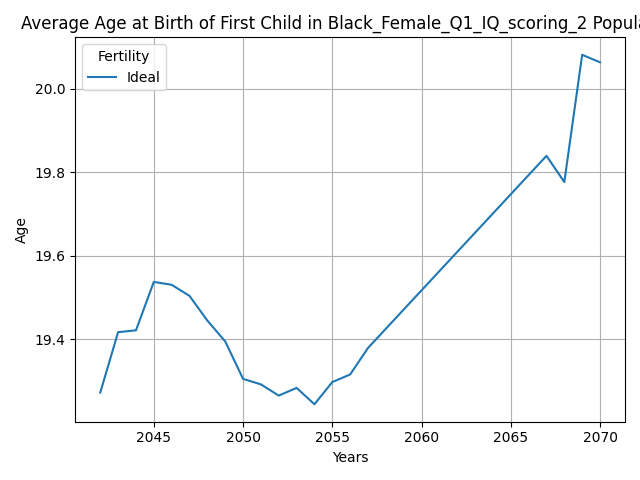 Average Age at Birth of First Child in Black_Female_Q1_IQ_scoring_2 Popula
Fertility
Ideal
Age
20.0
19.8
19.6
19.4
2045 2050 2055 2060 2065 2070
Years